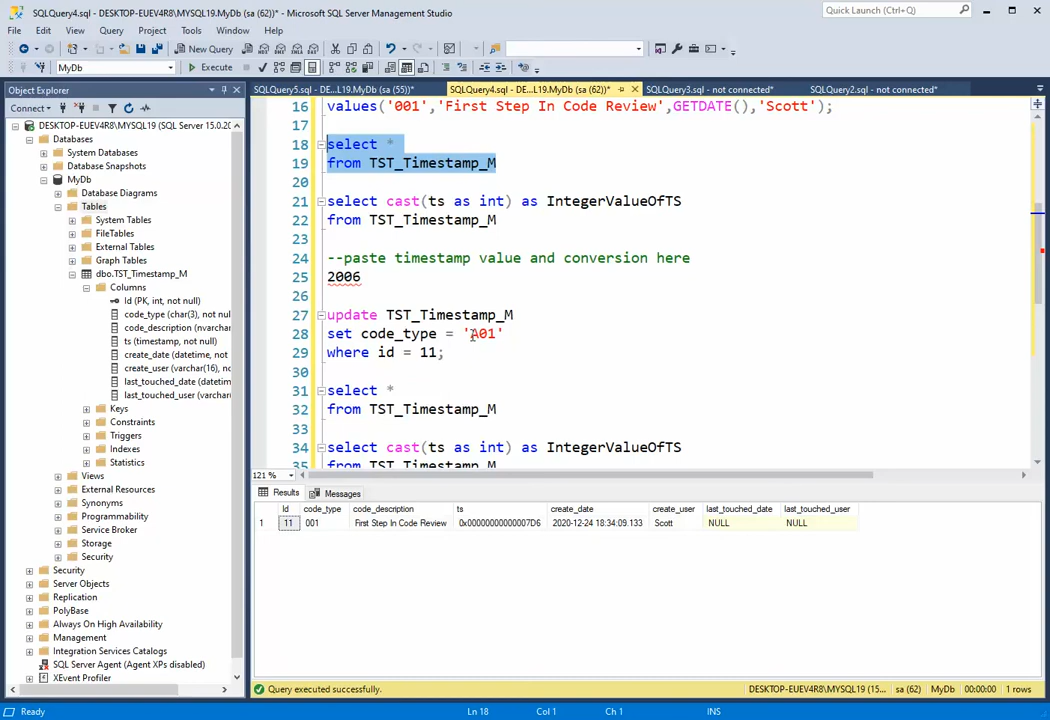 SQLQuery4.sql - DESKTOP-EUEV4R8\MYSQL19.MyDb (sa (62))* - Microsoft SQL Server Management Studio
Quick Launch (Ctrl+Q)
File Edit View Query Project Tools Window Help
New Query
MyDb Execute
Object Explorer
SQLQuery5.sql - DE...L19.MyDb (sa (55))* SQLQuery4.sql - DE...L19.MyDb (sa (62))* SQLQuery3.sql - not connected* SQLQuery2.sql - not connected*
Connect
DESKTOP-EUEV4R8\MYSQL19 (SQL Server 15.0.20
Databases
System Databases
Database Snapshots
MyDb
Database Diagrams
Tables
System Tables
FileTables
External Tables
Graph Tables
dbo.TST_Timestamp_M
Columns
Id (PK, int, not null)
code_type (char(3), not null)
code_description (nvarchar
ts (timestamp, not null)
create_date (datetime, not
create_user (varchar(16), no
last_touched_date (datetim
last_touched_user (varchar
Keys
Constraints
Triggers
Indexes
Statistics
Views
External Resources
Synonyms
Programmability
Service Broker
Storage
Security
Security
Server Objects
Replication
PolyBase
Always On High Availability
Management
Integration Services Catalogs
SQL Server Agent (Agent XPs disabled)
XEvent Profiler
16 values('001','First Step In Code Review',GETDATE(),'Scott');
17
18 select *
19 from TST_Timestamp_M
20
21 select cast(ts as int) as IntegerValueOfTS
22 from TST_Timestamp_M
23
24 --paste timestamp value and conversion here
25 2006
26
27 update TST_Timestamp_M
28 set code_type = 'A01'
29 where id = 11;
30
31 select *
32 from TST_Timestamp_M
33
34 select cast(ts as int) as IntegerValueOfTS
35 from TST_Timestamp_M
121 %
Results Messages
Id code_type code_description ts create_date create_user last_touched_date last_touched_user
1 11 001 First Step In Code Review 0x00000000000007D6 2020-12-24 18:34:09.133 Scott NULL NULL
Query executed successfully. DESKTOP-EUEV4R8\MYSQL19 (15... sa (62) MyDb 00:00:00 1 rows
Ready Ln 18 Col 1 Ch 1 INS